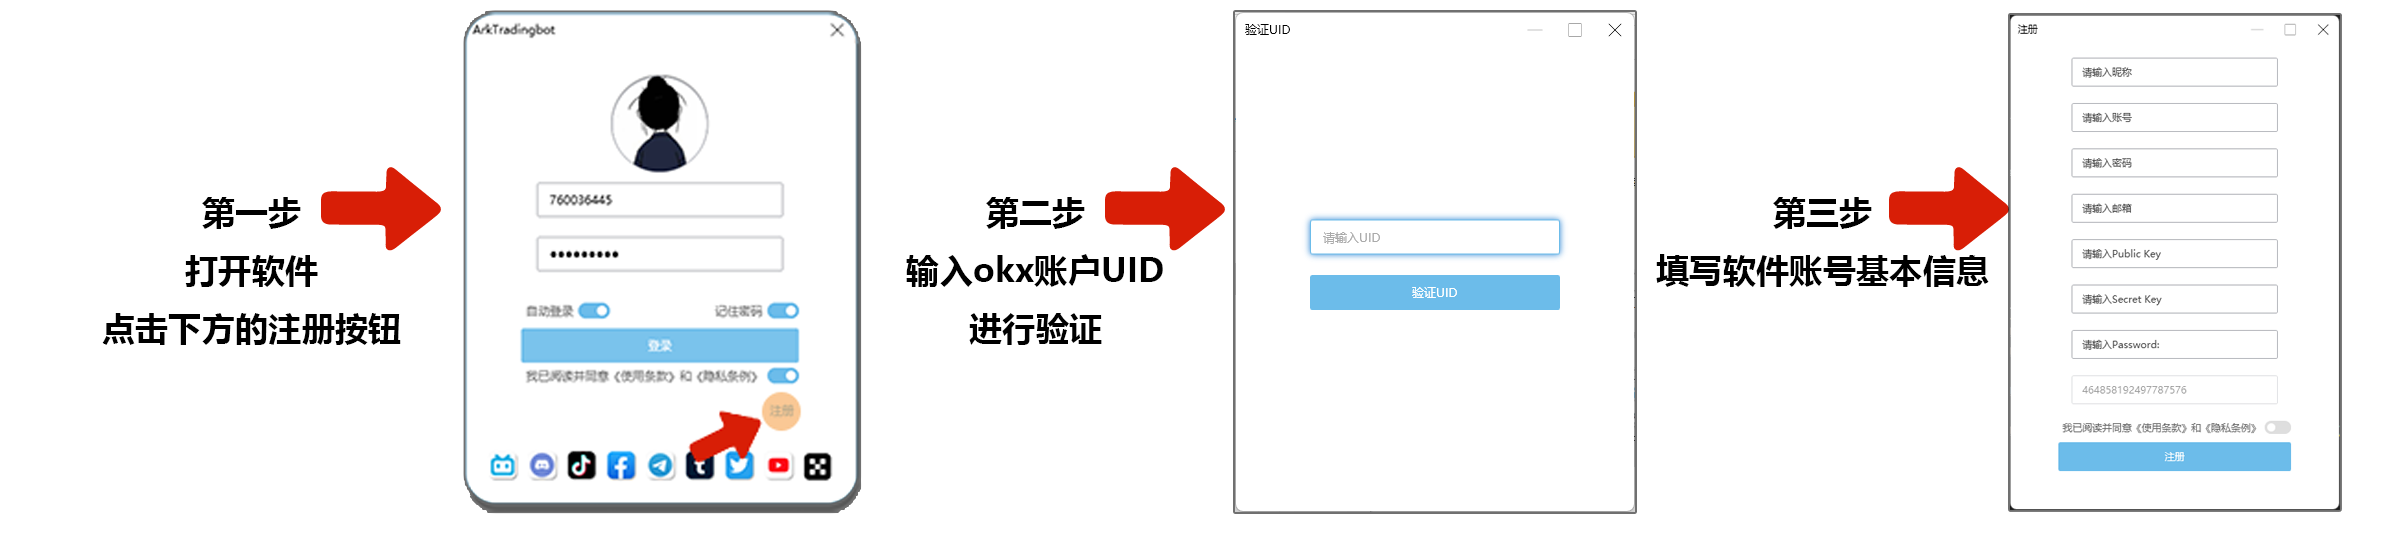 第一步
打开软件
点击下方的注册按钮
ArkTradingbot
760036445
自动登录
记住密码
登录
我已阅读并同意《使用条款》和《隐私条例》
注册
第二步
输入okx账户UID
进行验证
验证UID
请输入UID
验证UID
第三步
填写软件账号基本信息
注册
请输入昵称
请输入账号
请输入密码
请输入邮箱
请输入Public Key
请输入Secret Key
请输入Password:
464858192497787576
我已阅读并同意《使用条款》和《隐私条例》
注册